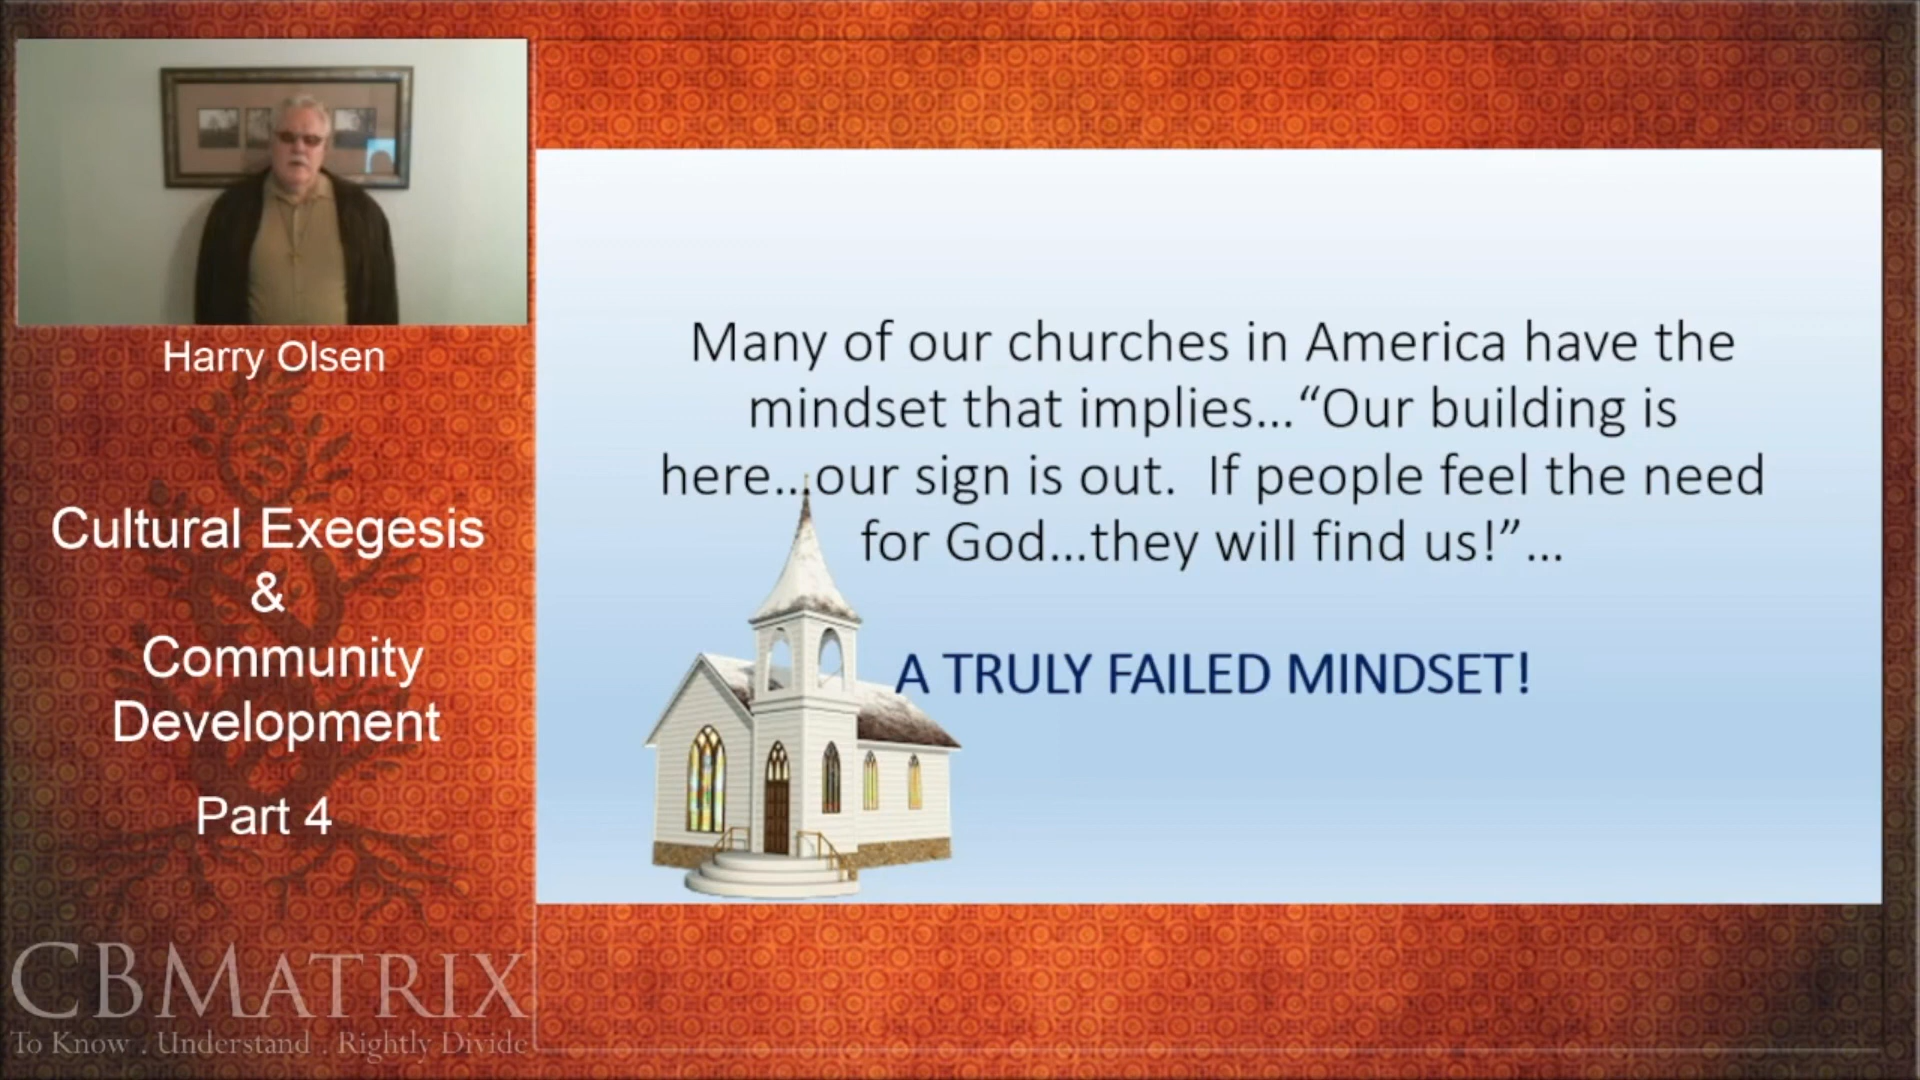 Harry Olsen
Cultural Exegesis
&
Community
Development
Part 4
CBMATRIX
To Know . Understand . Rightly Divide
Many of our churches in America have the
mindset that implies…“Our building is
here…our sign is out.  If people feel the need
for God…they will find us!”…
A TRULY FAILED MINDSET!